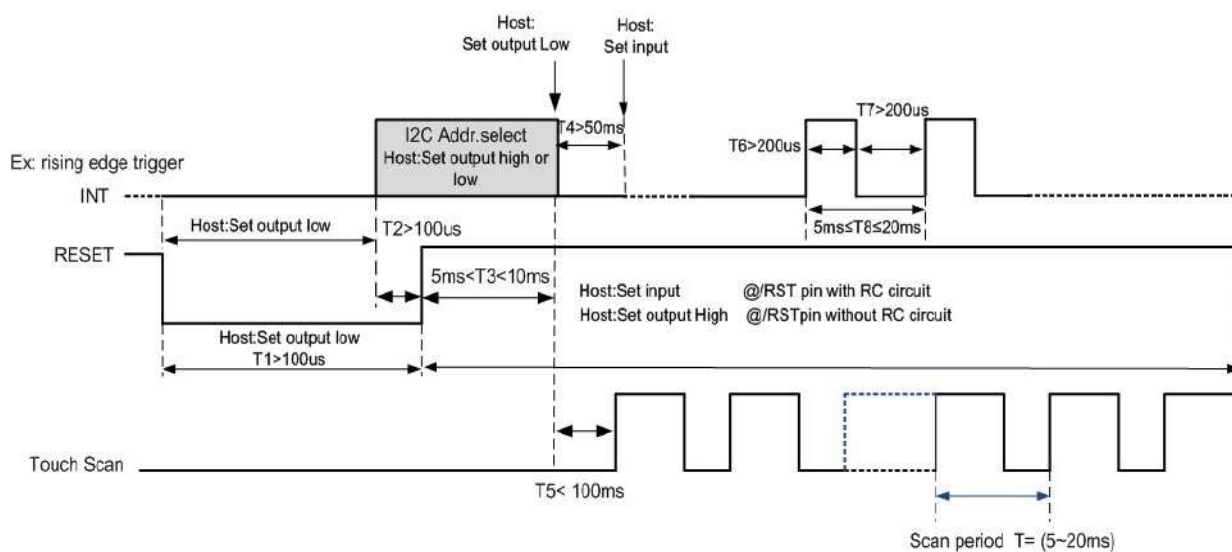 Host:
Set output Low
Host:
Set input
T7>200us
I2C Addr.select
T4>50ms
Host:Set output high or
low
T6>200us
Ex: rising edge trigger
INT
Host:Set output low
T2>100us
5ms≤T8≤20ms
RESET
5ms<T3<10ms
Host:Set input @/RST pin with RC circuit
Host:Set output High @/RSTpin without RC circuit
Host:Set output low
T1>100us
Touch Scan
T5< 100ms
Scan period T= (5~20ms)